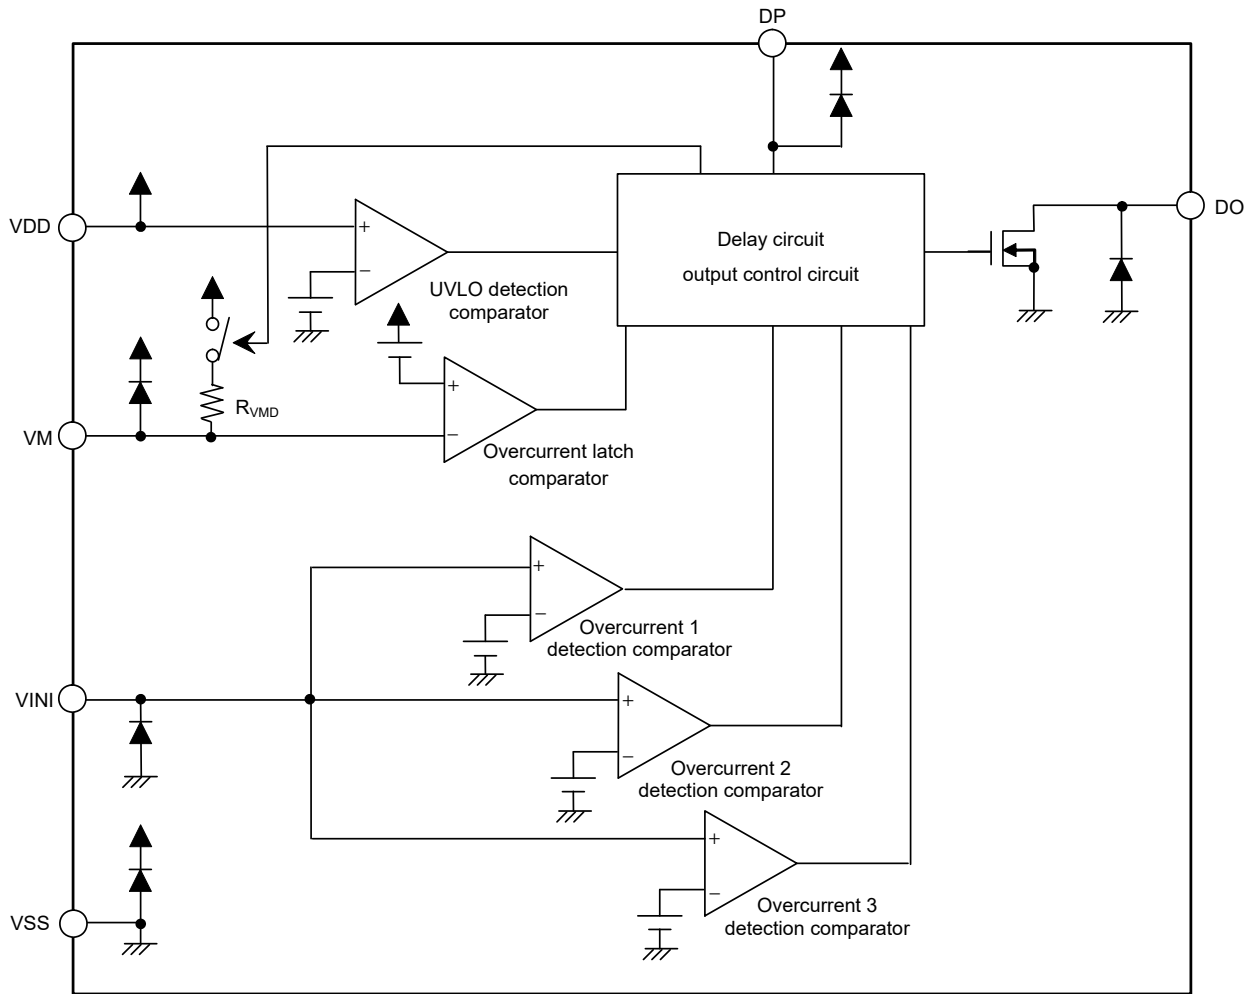 DP
VDD
+
−
UVLO detection
comparator
Delay circuit
output control circuit
DO
RVMD
VM
+
−
Overcurrent latch
comparator
+
−
Overcurrent 1
detection comparator
VINI
+
−
Overcurrent 2
detection comparator
+
−
Overcurrent 3
detection comparator
VSS